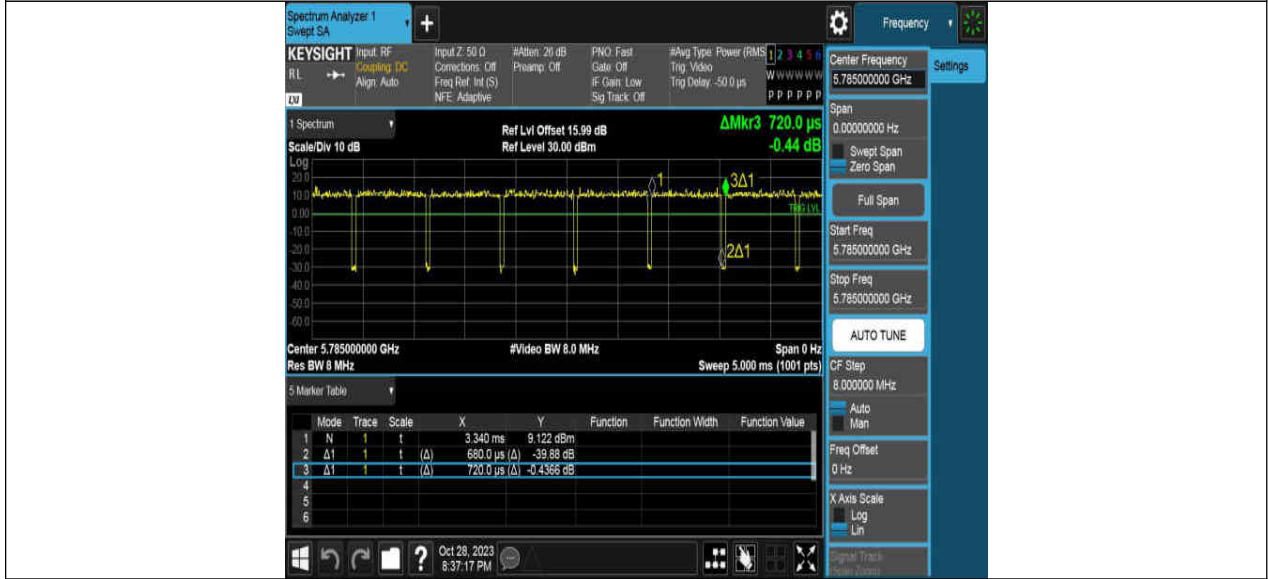 Spectrum Analyzer 1
Swept SA
+
Frequency
KEYSIGHT
RL
Input: RF
Coupling: DC
Align: Auto
Input Z: 50 Ω
Corrections: Off
Freq Ref: Int (S)
NFE: Adaptive
#Atten: 26 dB
Preamp: Off
PNO: Fast
Gate: Off
IF Gain: Low
Sig Track: Off
#Avg Type: Power (RMS
Trig: Video
Trig Delay: -50.0 µs
1 2 3 4 5 6
W W W W W W
P P P P P P
Center Frequency
5.785000000 GHz
Settings
Span
0.00000000 Hz
Swept Span
Zero Span
Full Span
Start Freq
5.785000000 GHz
Stop Freq
5.785000000 GHz
AUTO TUNE
CF Step
8.000000 MHz
Auto
Man
Freq Offset
0 Hz
X Axis Scale
Log
Lin
Signal Track
(Span Zoom)
1 Spectrum
Scale/Div 10 dB
Ref Lvl Offset 15.99 dB
Ref Level 30.00 dBm
ΔMkr3 720.0 µs
-0.44 dB
Log
20.0
10.0
0.00
-10.0
-20.0
-30.0
-40.0
-50.0
-60.0
1
3Δ1
TRIG LVL
2Δ1
Center 5.785000000 GHz
#Video BW 8.0 MHz
Span 0 Hz
Res BW 8 MHz
Sweep 5.000 ms (1001 pts)
5 Marker Table
Mode Trace Scale X Y Function Function Width Function Value
1 N 1 t 3.340 ms 9.122 dBm
2 Δ1 1 t (Δ) 680.0 µs (Δ) -39.88 dB
3 Δ1 1 t (Δ) 720.0 µs (Δ) -0.4366 dB
4
5
6
?
Oct 28, 2023
8:37:17 PM